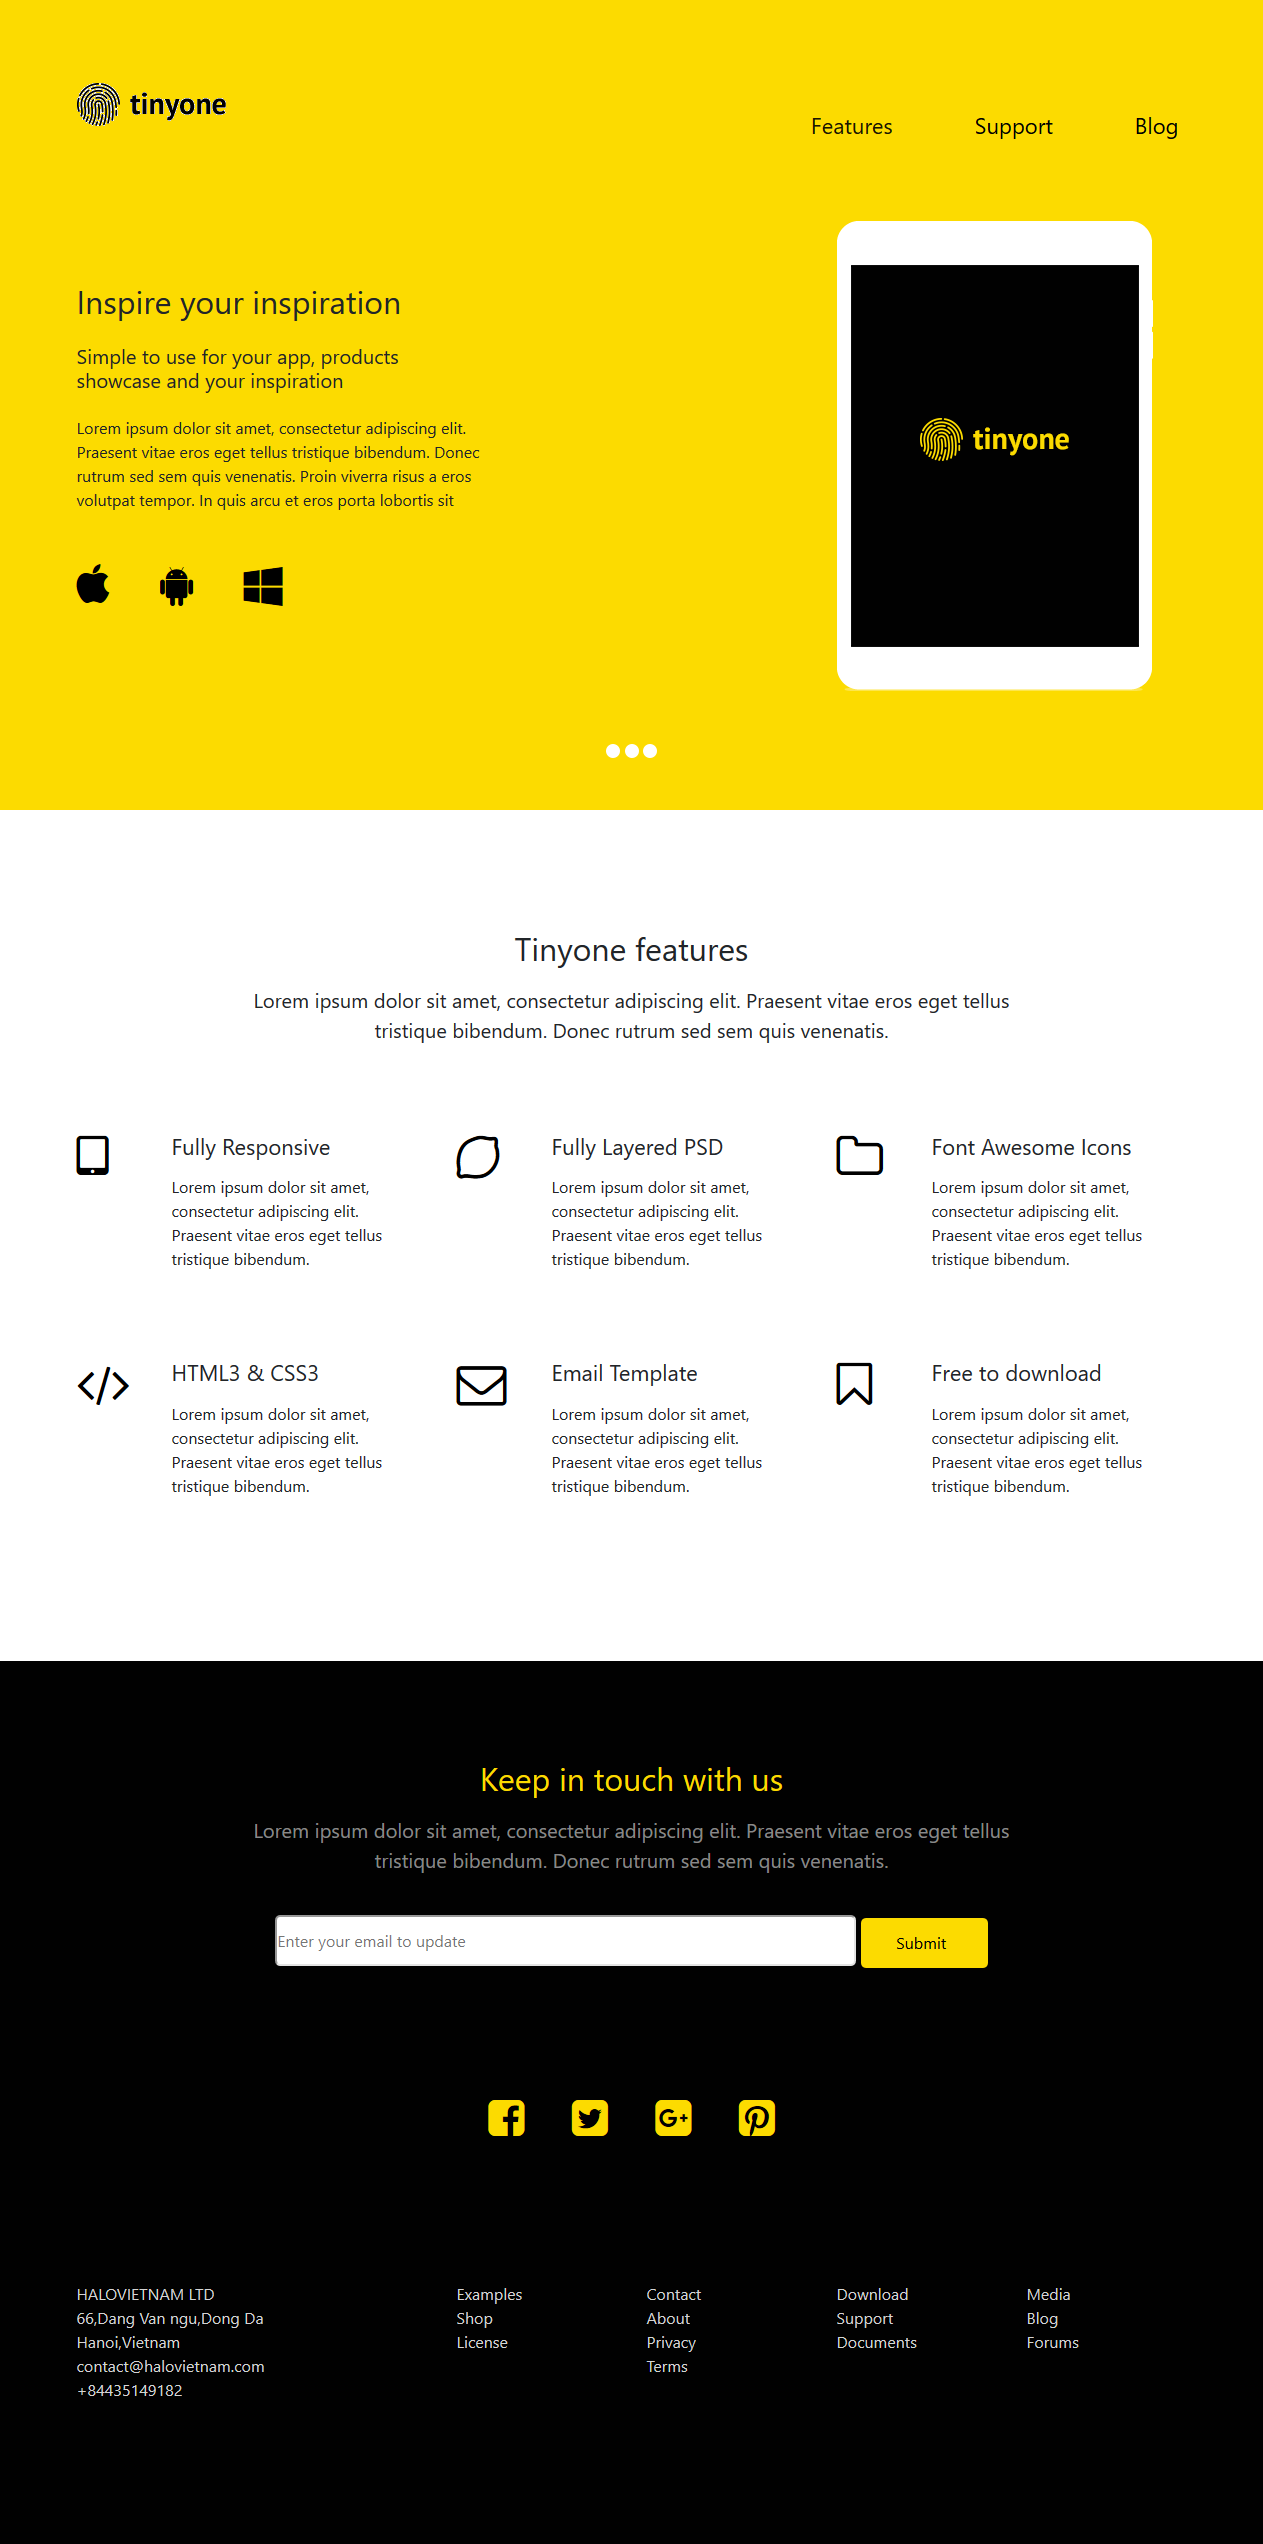 tinyone
Features
Support
Blog
Inspire your inspiration
Simple to use for your app, products
showcase and your inspiration
Lorem ipsum dolor sit amet, consectetur adipiscing elit.
Praesent vitae eros eget tellus tristique bibendum. Donec
rutrum sed sem quis venenatis. Proin viverra risus a eros
volutpat tempor. In quis arcu et eros porta lobortis sit
tinyone
Tinyone features
Lorem ipsum dolor sit amet, consectetur adipiscing elit. Praesent vitae eros eget tellus
tristique bibendum. Donec rutrum sed sem quis venenatis.
Fully Responsive
Lorem ipsum dolor sit amet,
consectetur adipiscing elit.
Praesent vitae eros eget tellus
tristique bibendum.
Fully Layered PSD
Lorem ipsum dolor sit amet,
consectetur adipiscing elit.
Praesent vitae eros eget tellus
tristique bibendum.
Font Awesome Icons
Lorem ipsum dolor sit amet,
consectetur adipiscing elit.
Praesent vitae eros eget tellus
tristique bibendum.
HTML3 & CSS3
Lorem ipsum dolor sit amet,
consectetur adipiscing elit.
Praesent vitae eros eget tellus
tristique bibendum.
Email Template
Lorem ipsum dolor sit amet,
consectetur adipiscing elit.
Praesent vitae eros eget tellus
tristique bibendum.
Free to download
Lorem ipsum dolor sit amet,
consectetur adipiscing elit.
Praesent vitae eros eget tellus
tristique bibendum.
Keep in touch with us
Lorem ipsum dolor sit amet, consectetur adipiscing elit. Praesent vitae eros eget tellus
tristique bibendum. Donec rutrum sed sem quis venenatis.
Enter your email to update
Submit
HALOVIETNAM LTD
66,Dang Van ngu,Dong Da
Hanoi,Vietnam
contact@halovietnam.com
+84435149182
Examples
Shop
License
Contact
About
Privacy
Terms
Download
Support
Documents
Media
Blog
Forums